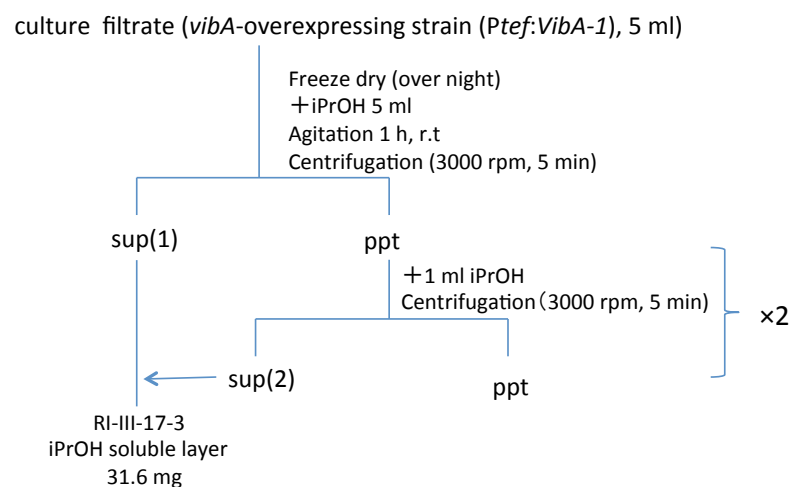 culture filtrate (vibA-overexpressing strain (Ptef:VibA-1), 5 ml)
Freeze dry (over night)
＋iPrOH 5 ml
Agitation 1 h, r.t
Centrifugation (3000 rpm, 5 min)
sup(1)
ppt
＋1 ml iPrOH
Centrifugation（3000 rpm, 5 min)
×2
sup(2)
ppt
RI-III-17-3
iPrOH soluble layer
31.6 mg